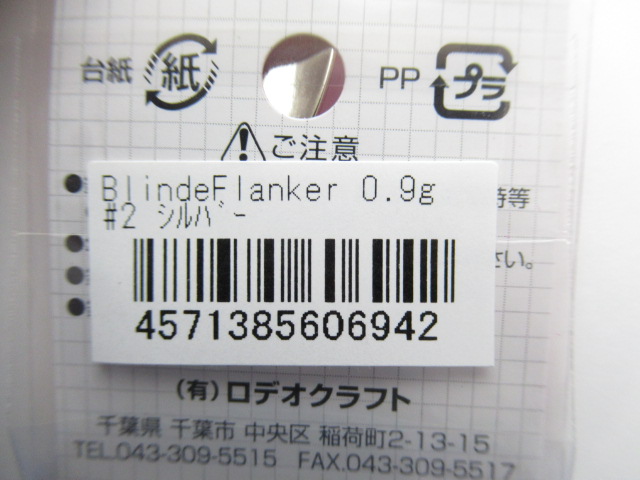 台紙 紙 PP プラ
ご注意
BlindeFlanker 0.9g
#2 シルバー
時等
さい。
4571385606942
(有)ロデオクラフト
千葉県 千葉市 中央区 稲荷町2-13-15
TEL.043-309-5515 FAX.043-309-5517